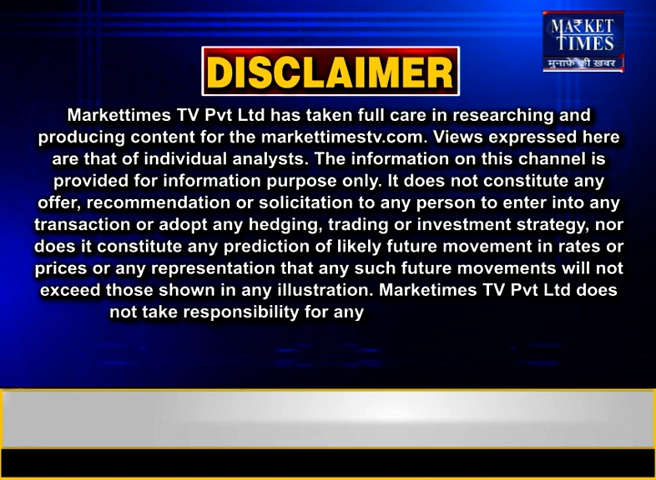 MARKET
TIMES
मुनाफे की ख़बर
DISCLAIMER
Markettimes TV Pvt Ltd has taken full care in researching and
producing content for the markettimestv.com. Views expressed here
are that of individual analysts. The information on this channel is
provided for information purpose only. It does not constitute any
offer, recommendation or solicitation to any person to enter into any
transaction or adopt any hedging, trading or investment strategy, nor
does it constitute any prediction of likely future movement in rates or
prices or any representation that any such future movements will not
exceed those shown in any illustration. Marketimes TV Pvt Ltd does
not take responsibility for any